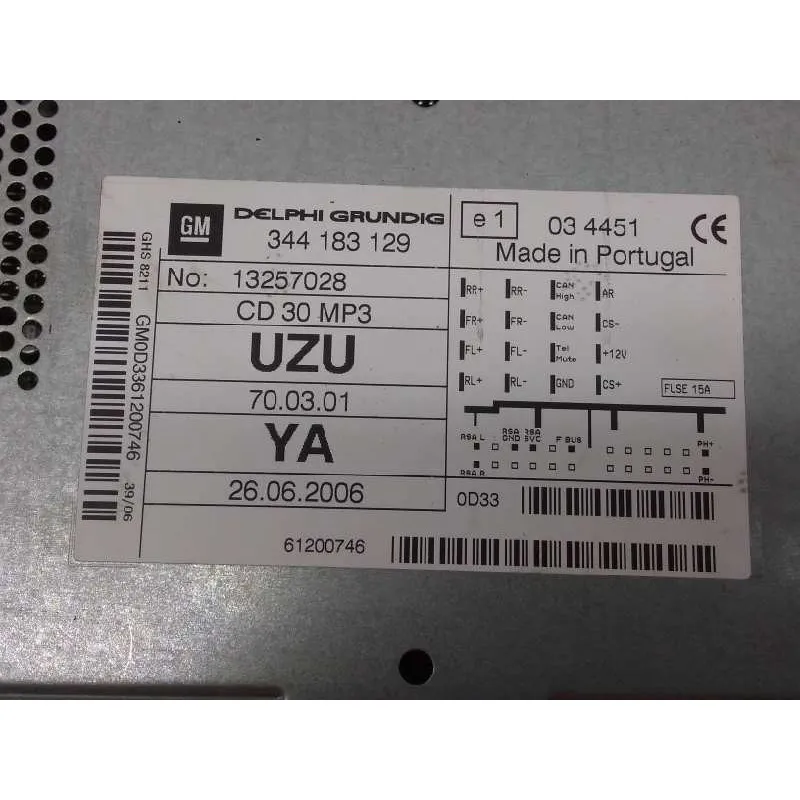 GM DELPHI GRUNDIG
344 183 129
No: 13257028
CD 30 MP3
UZU
70.03.01
YA
26.06.2006
61200746
GHS 8211
GM0D3361200746
39/06
e1 03 4451 CE
Made in Portugal
RR+ RR- CAN High AR
FR+ FR- CAN Low CS-
FL+ FL- Tel Mute +12V
RL+ RL- GND CS+
FUSE 15A
RSA L RSA GND RSA SVC F BUS PH+
RSA R PH-
0D33